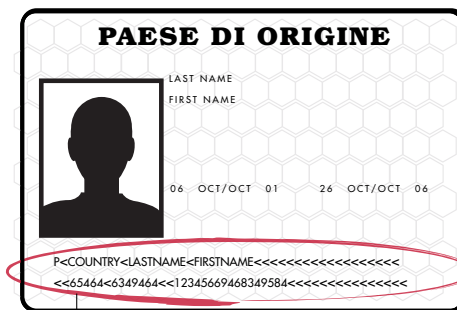 PAESE DI ORIGINE
LAST NAME
FIRST NAME
06 OCT/OCT 01 26 OCT/OCT 06
P<COUNTRY<LASTNAME<FIRSTNAME<<<<<<<<<<<<<<<<<<
<<65464<6349464<<12345669468349584<<<<<<<<<<<<<<<